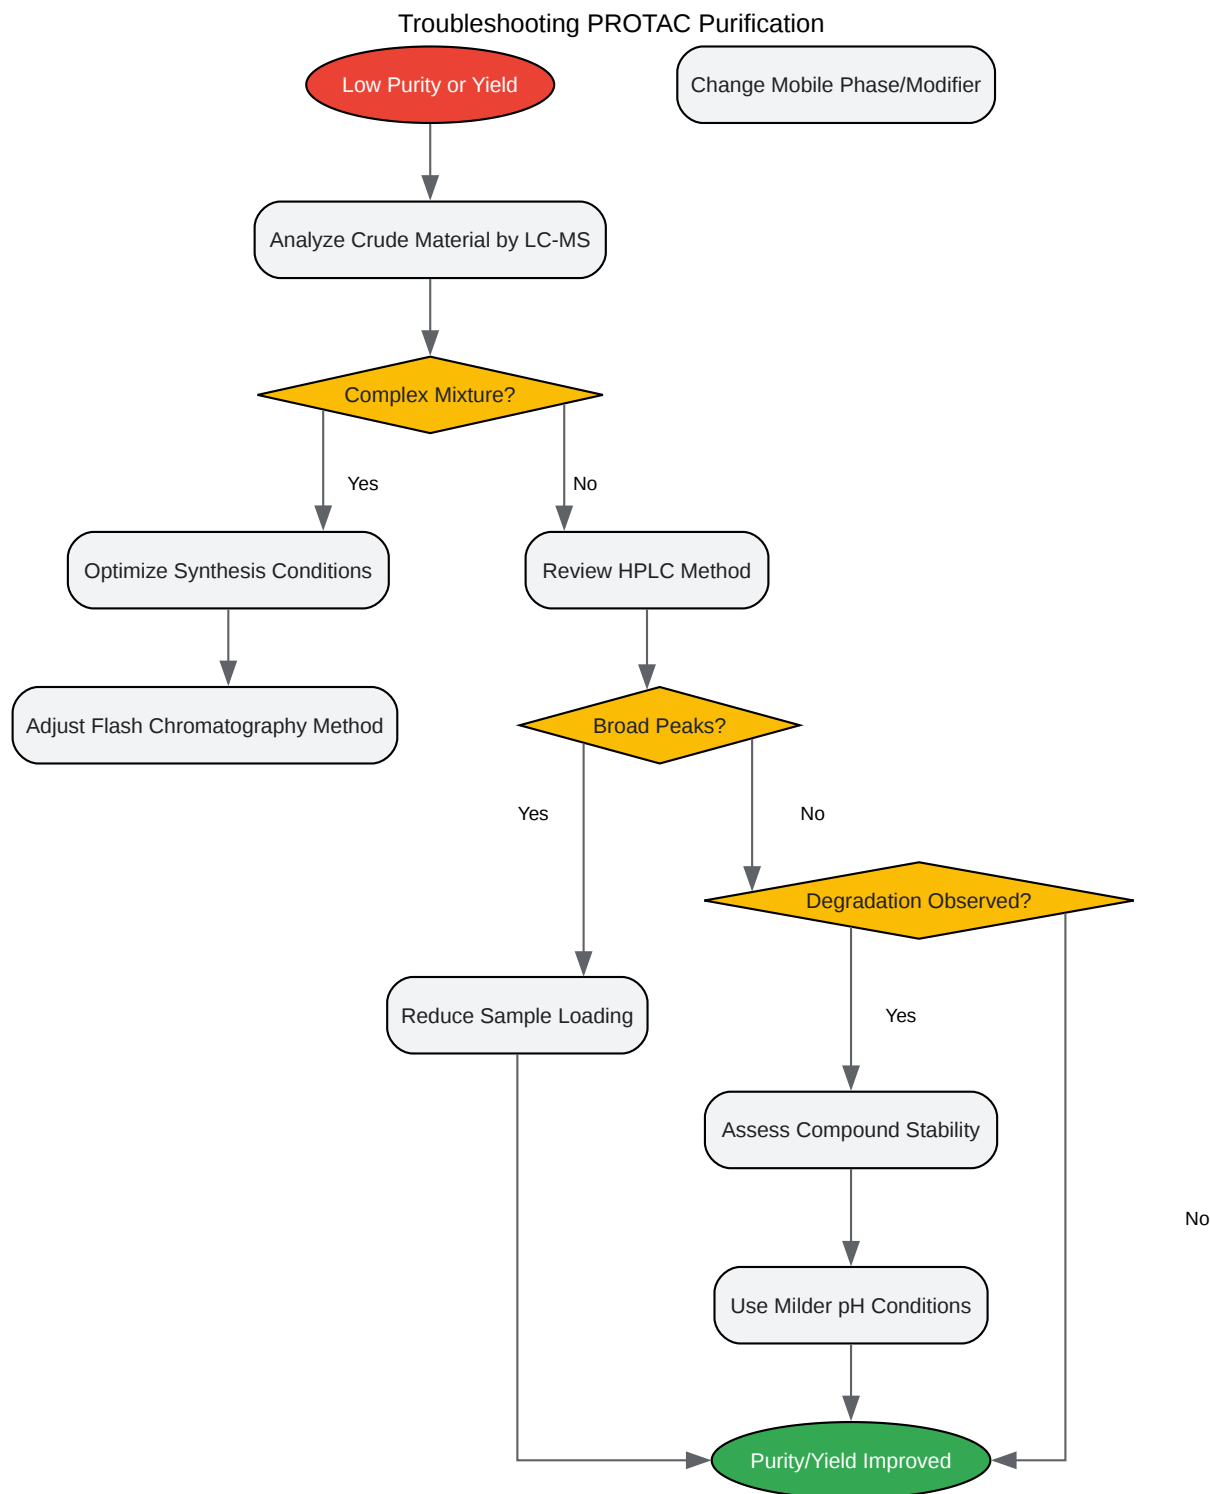 Troubleshooting PROTAC Purification
Low Purity or Yield
Change Mobile Phase/Modifier
Analyze Crude Material by LC-MS
Complex Mixture?
Yes
No
Optimize Synthesis Conditions
Review HPLC Method
Adjust Flash Chromatography Method
Broad Peaks?
Yes
No
Degradation Observed?
Reduce Sample Loading
Yes
Assess Compound Stability
No
Use Milder pH Conditions
Purity/Yield Improved